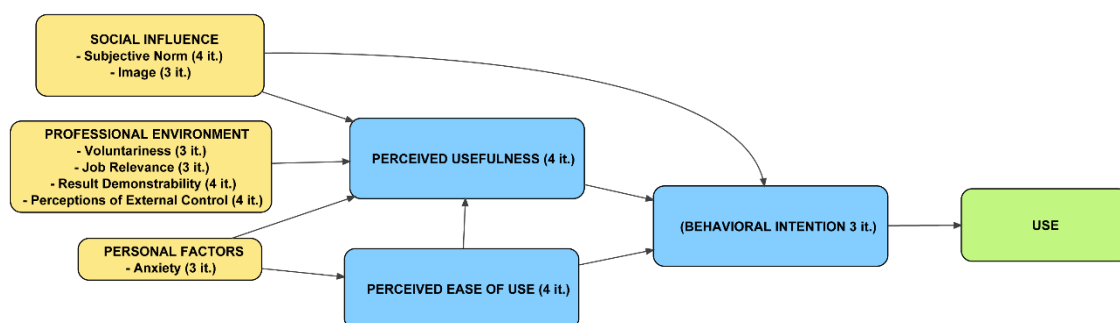 SOCIAL INFLUENCE
- Subjective Norm (4 it.)
- Image (3 it.)
PROFESSIONAL ENVIRONMENT
- Voluntariness (3 it.)
- Job Relevance (3 it.)
- Result Demonstrability (4 it.)
- Perceptions of External Control (4 it.)
PERSONAL FACTORS
- Anxiety (3 it.)
PERCEIVED USEFULNESS (4 it.)
PERCEIVED EASE OF USE (4 it.)
(BEHAVIORAL INTENTION 3 it.)
USE